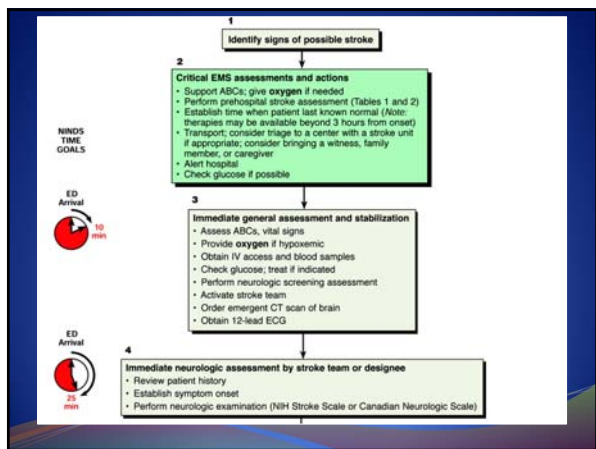 1
Identify signs of possible stroke
2
Critical EMS assessments and actions
• Support ABCs; give oxygen if needed
• Perform prehospital stroke assessment (Tables 1 and 2)
• Establish time when patient last known normal (Note:
therapies may be available beyond 3 hours from onset)
• Transport; consider triage to a center with a stroke unit
if appropriate; consider bringing a witness, family
member, or caregiver
• Alert hospital
• Check glucose if possible
NINDS
TIME
GOALS
ED
Arrival
10
min
3
Immediate general assessment and stabilization
• Assess ABCs, vital signs
• Provide oxygen if hypoxemic
• Obtain IV access and blood samples
• Check glucose; treat if indicated
• Perform neurologic screening assessment
• Activate stroke team
• Order emergent CT scan of brain
• Obtain 12-lead ECG
ED
Arrival
25
min
4
Immediate neurologic assessment by stroke team or designee
• Review patient history
• Establish symptom onset
• Perform neurologic examination (NIH Stroke Scale or Canadian Neurologic Scale)